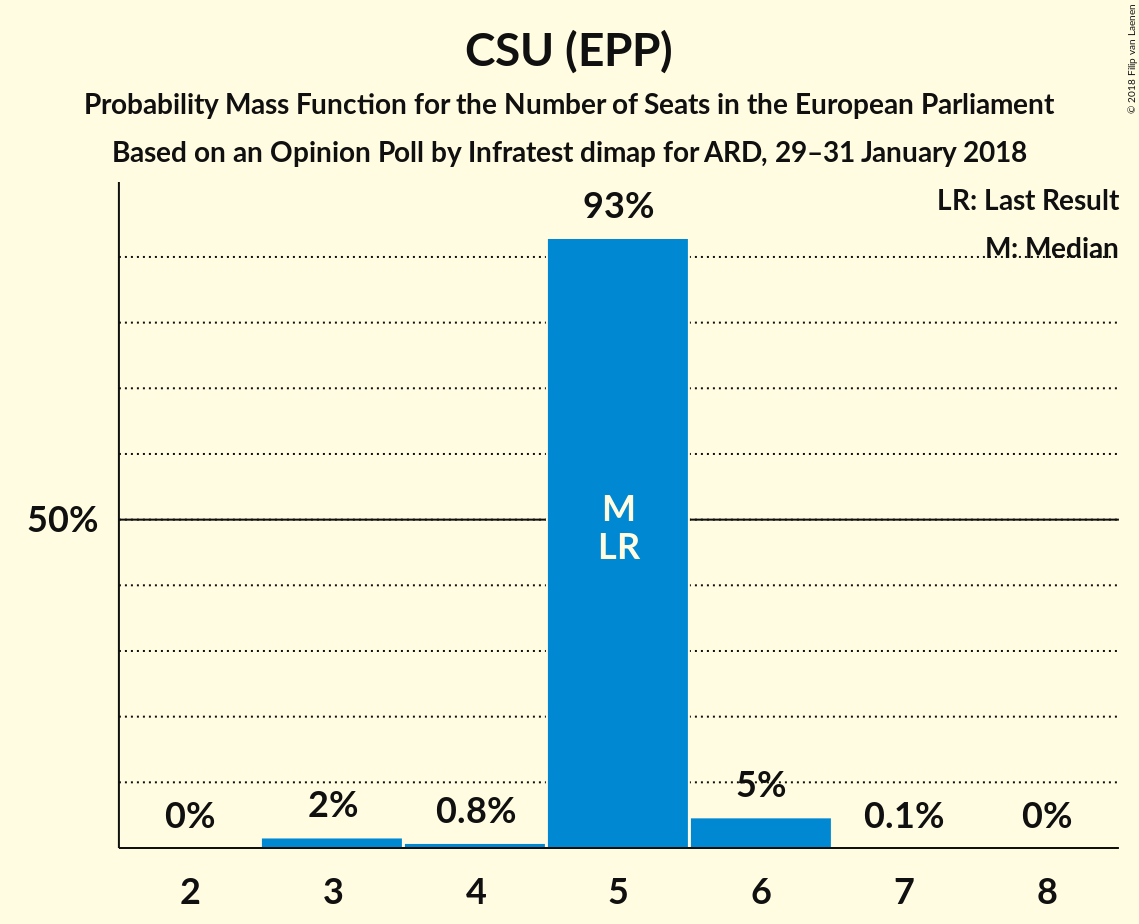 CSU (EPP)
Probability Mass Function for the Number of Seats in the European Parliament
Based on an Opinion Poll by Infratest dimap for ARD, 29–31 January 2018
© 2018 Filip van Laenen
LR: Last Result
M: Median
93%
50%
M
LR
0%
2%
0.8%
5%
0.1%
0%
2
3
4
5
6
7
8